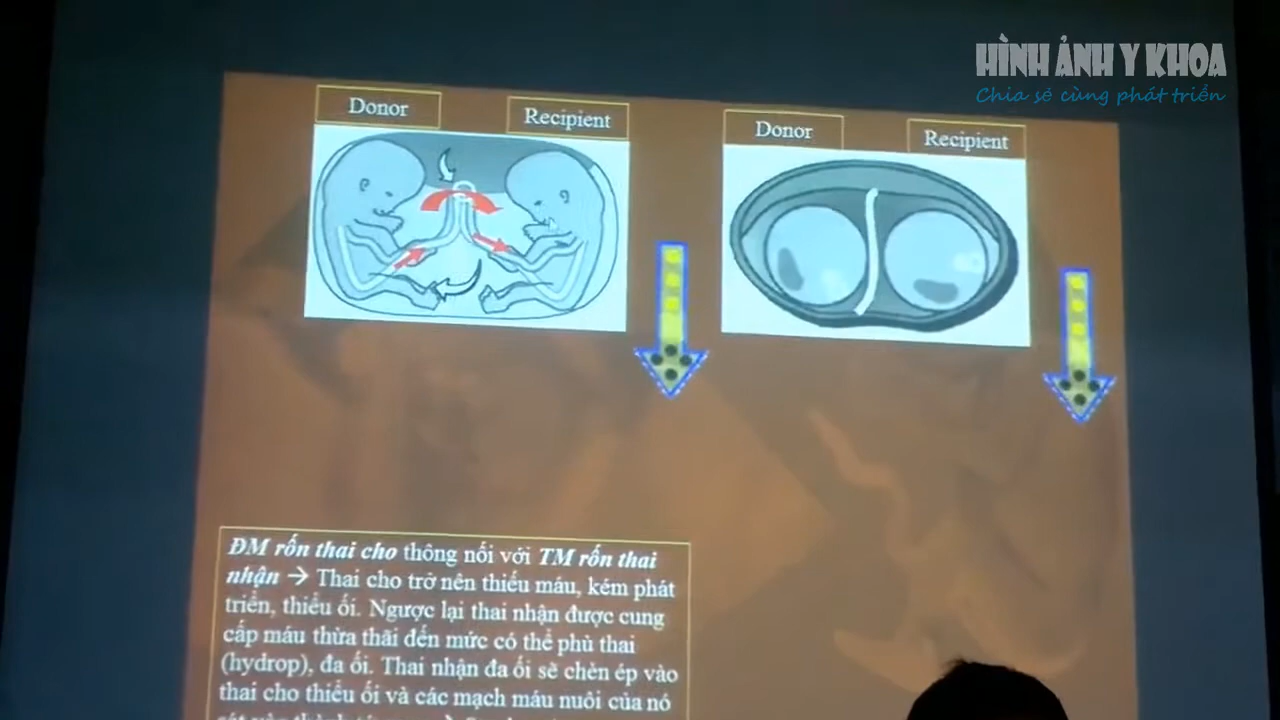 HÌNH ẢNH Y KHOA
Chia sẻ cùng phát triển
Donor
Recipient
Donor
Recipient
ĐM rốn thai cho thông nối với TM rốn thai
nhận → Thai cho trở nên thiếu máu, kém phát
triển, thiểu ối. Ngược lại thai nhận được cung
cấp máu thừa thãi đến mức có thể phù thai
(hydrop), đa ối. Thai nhận đa ối sẽ chèn ép vào
thai cho thiểu ối và các mạch máu nuôi của nó